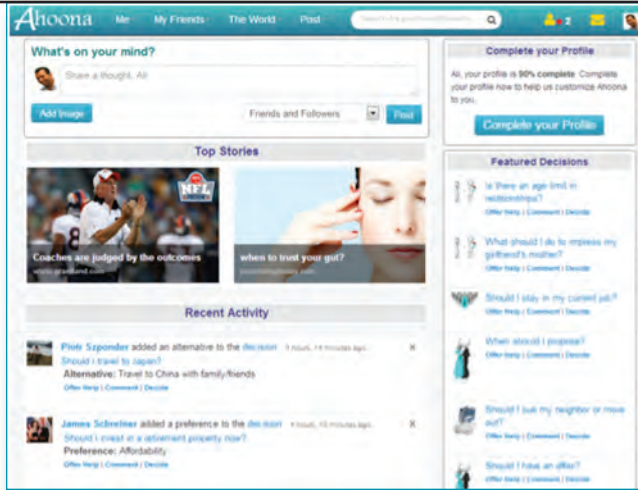 Ahoona Me My Friends The World Post
2
What's on your mind?
Share a thought, Ali
Add Image Friends and Followers Post
Top Stories
NFL
Coaches are judged by the outcomes
www.grantland.com
when to trust your gut?
Recent Activity
Piotr Szponder added an alternative to the decision
Should i travel to Japan?
Alternative: Travel to China with family/friends
Offer Help | Comment | Decide
James Schreiner added a preference to the decision
Should i invest in a retirement property now?
Preference: Affordability
Offer Help | Comment | Decide
Complete your Profile
Ali, your profile is 90% complete. Complete
your profile now to help us customize Ahoona
to you.
Complete your Profile
Featured Decisions
Is there an age limit in
relationships?
Offer Help | Comment | Decide
What should I do to impress my
girlfriend's mother?
Offer Help | Comment | Decide
Should I stay in my current job?
Offer Help | Comment | Decide
When should I propose?
Offer Help | Comment | Decide
Should I sue my neighbor or move
out?
Offer Help | Comment | Decide
Should I have an affair?
Offer Help | Comment | Decide